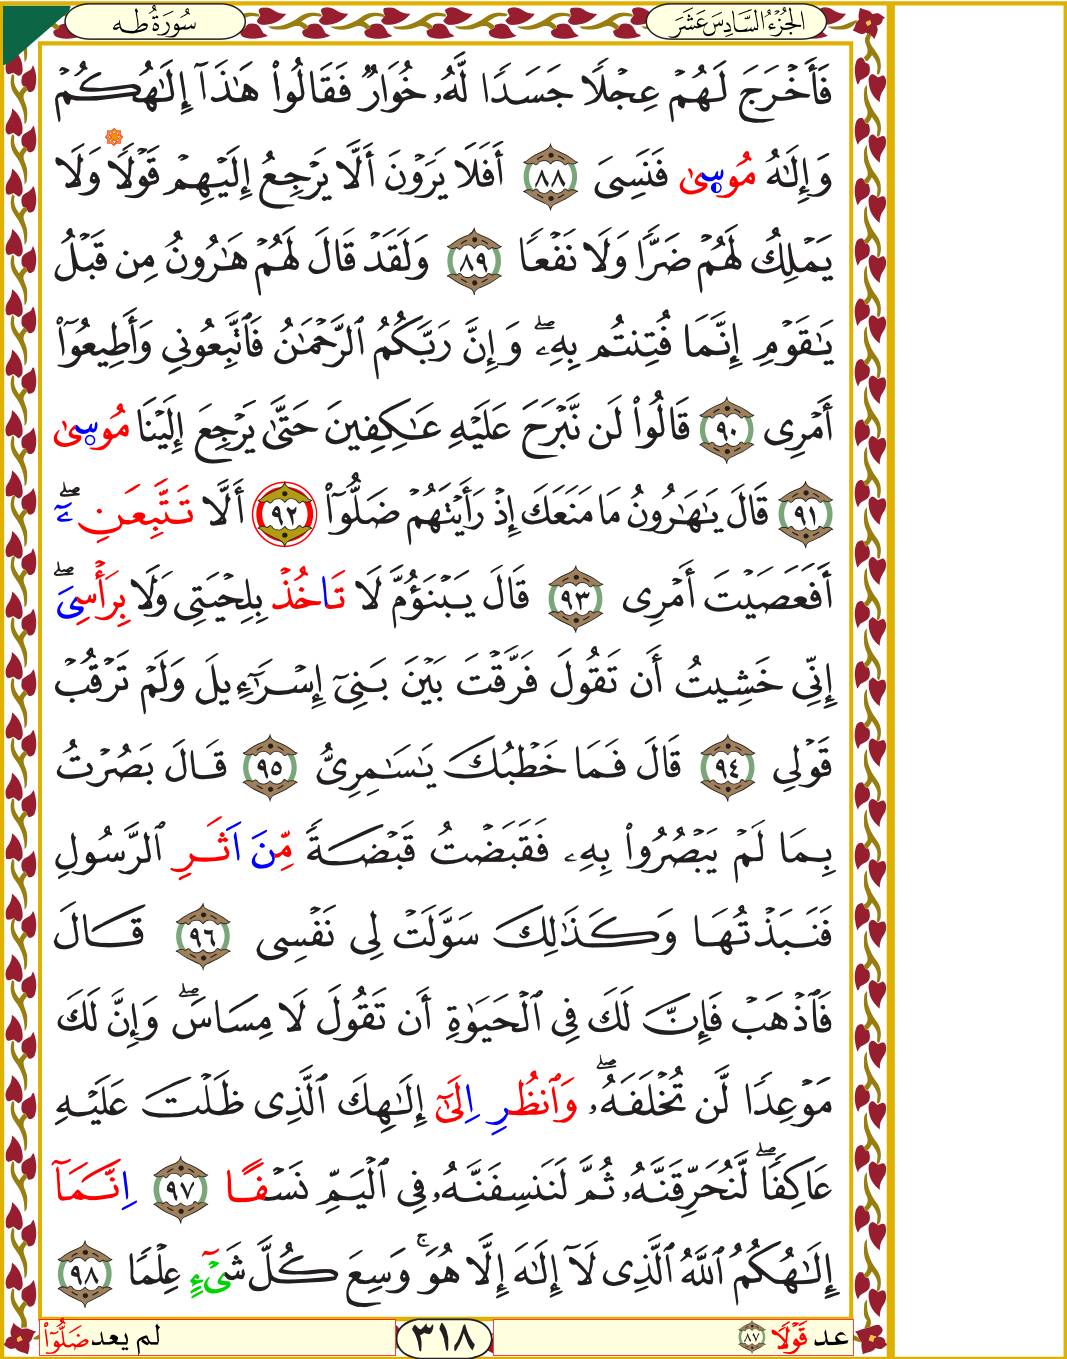 سُورَةُ طه
الجُزْءُ السَّادِسَ عَشَرَ
فَأَخۡرَجَ لَهُمۡ عِجۡلٗا جَسَدٗا لَّهُۥ خُوَارٞ فَقَالُواْ هَٰذَآ إِلَٰهُكُمۡ
وَإِلَٰهُ مُوسٜىٰ فَنَسِىَ ٨٨ أَفَلَا يَرَوۡنَ أَلَّا يَرۡجِعُ إِلَيۡهِمۡ قَوۡلٗا وَلَا
يَمۡلِكُ لَهُمۡ ضَرّٗا وَلَا نَفۡعٗا ٨٩ وَلَقَدۡ قَالَ لَهُمۡ هَٰرُونُ مِن قَبۡلُ
يَٰقَوۡمِ إِنَّمَا فُتِنتُم بِهِۦۖ وَإِنَّ رَبَّكُمُ ٱلرَّحۡمَٰنُ فَٱتَّبِعُونِي وَأَطِيعُوٓاْ
أَمۡرِى ٩٠ قَالُواْ لَن نَّبۡرَحَ عَلَيۡهِ عَٰكِفِينَ حَتَّىٰ يَرۡجِعَ إِلَيۡنَا مُوسٜىٰ
٩١ قَالَ يَٰهَٰرُونُ مَا مَنَعَكَ إِذۡ رَأَيۡتَهُمۡ ضَلُّوٓاْ ٩٢ أَلَّا تَتَّبِعَنِۦۖ
أَفَعَصَيۡتَ أَمۡرِى ٩٣ قَالَ يَبۡنَؤُمَّ لَا تَاخُذۡ بِلِحۡيَتِى وَلَا بِرَأۡسِىَۖ
إِنِّى خَشِيتُ أَن تَقُولَ فَرَّقۡتَ بَيۡنَ بَنِىٓ إِسۡرَٰٓءِيلَ وَلَمۡ تَرۡقُبۡ
قَوۡلِى ٩٤ قَالَ فَمَا خَطۡبُكَ يَٰسَٰمِرِىُّ ٩٥ قَالَ بَصُرۡتُ
بِمَا لَمۡ يَبۡصُرُواْ بِهِۦ فَقَبَضۡتُ قَبۡضَةٗ مِّنَ اَثَرِ ٱلرَّسُولِ
فَنَبَذۡتُهَا وَكَذَٰلِكَ سَوَّلَتۡ لِى نَفۡسِى ٩٦ قَالَ
فَٱذۡهَبۡ فَإِنَّ لَكَ فِى ٱلۡحَيَوٰةِ أَن تَقُولَ لَا مِسَاسَۖ وَإِنَّ لَكَ
مَوۡعِدٗا لَّن تُخۡلَفَهُۥۖ وَٱنظُرِ اِلَىٰٓ إِلَٰهِكَ ٱلَّذِى ظَلۡتَ عَلَيۡهِ
عَاكِفٗاۖ لَّنُحَرِّقَنَّهُۥ ثُمَّ لَنَنسِفَنَّهُۥ فِى ٱلۡيَمِّ نَسۡفًا ٩٧ اِنَّمَآ
إِلَٰهُكُمُ ٱللَّهُ ٱلَّذِى لَآ إِلَٰهَ إِلَّا هُوَۚ وَسِعَ كُلَّ شَىۡءٍ عِلۡمٗا ٩٨
عد قَوۡلٗا ٨٧
٣١٨
لم يعد ضَلُّوٓاْ